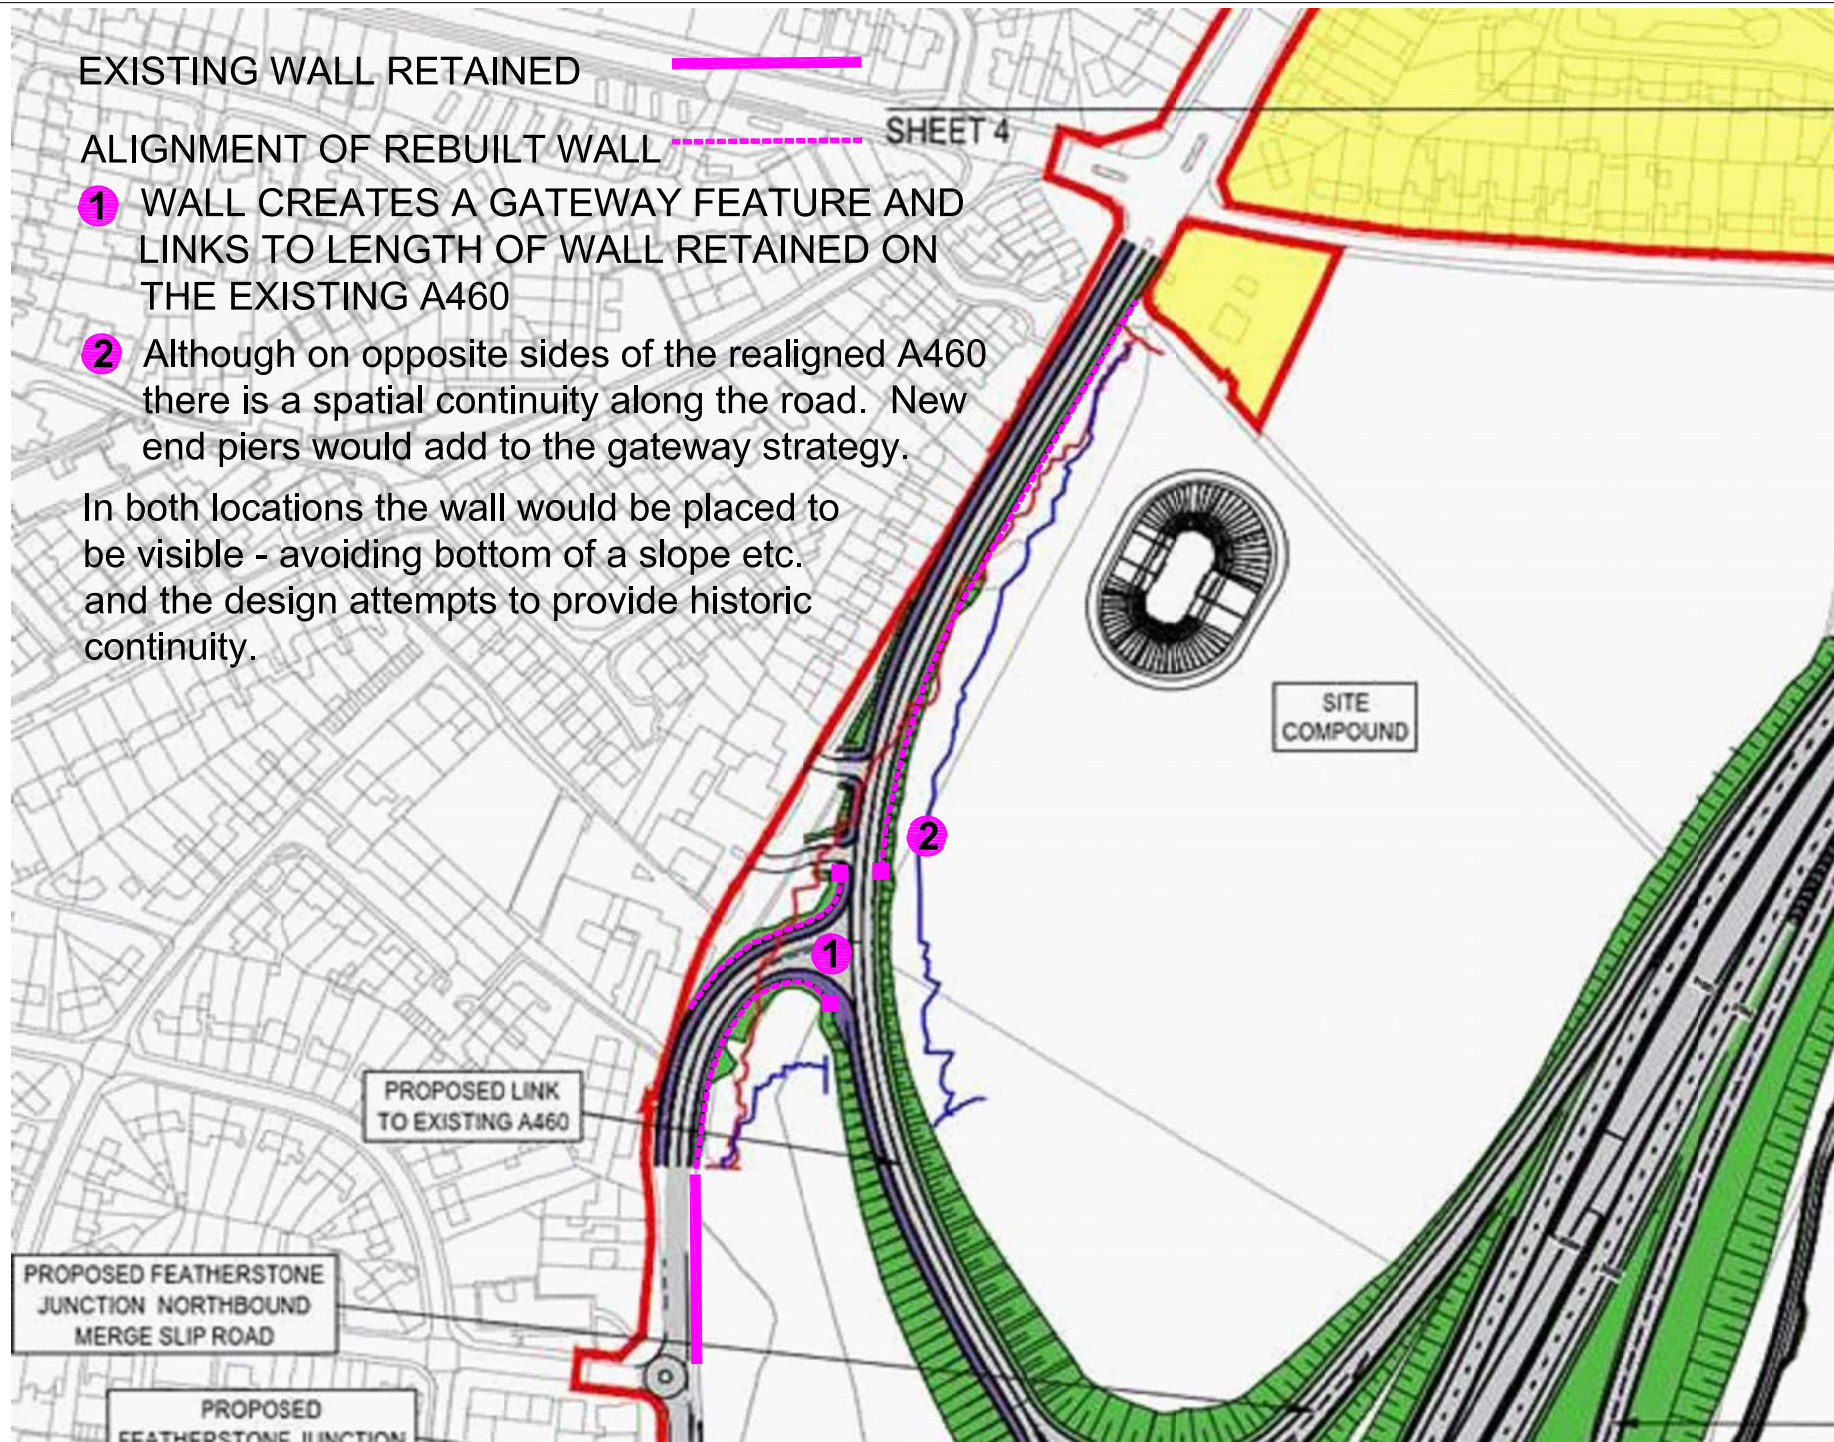 EXISTING WALL RETAINED
ALIGNMENT OF REBUILT WALL
SHEET 4
1 WALL CREATES A GATEWAY FEATURE AND
LINKS TO LENGTH OF WALL RETAINED ON
THE EXISTING A460
2 Although on opposite sides of the realigned A460
there is a spatial continuity along the road. New
end piers would add to the gateway strategy.
In both locations the wall would be placed to
be visible - avoiding bottom of a slope etc.
and the design attempts to provide historic
continuity.
SITE
COMPOUND
2
1
PROPOSED LINK
TO EXISTING A460
PROPOSED FEATHERSTONE
JUNCTION NORTHBOUND
MERGE SLIP ROAD
PROPOSED
FEATHERSTONE JUNCTION